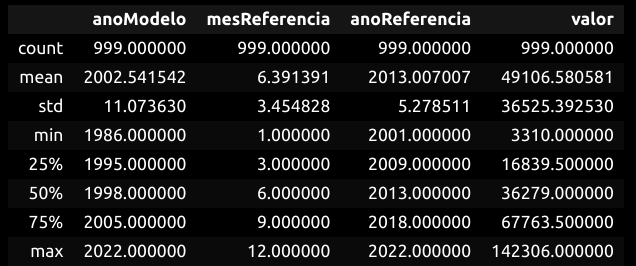 anoModelo mesReferencia anoReferencia valor
count 999.000000 999.000000 999.000000 999.000000
mean 2002.541542 6.391391 2013.007007 49106.580581
std 11.073630 3.454828 5.278511 36525.392530
min 1986.000000 1.000000 2001.000000 3310.000000
25% 1995.000000 3.000000 2009.000000 16839.500000
50% 1998.000000 6.000000 2013.000000 36279.000000
75% 2005.000000 9.000000 2018.000000 67763.500000
max 2022.000000 12.000000 2022.000000 142306.000000